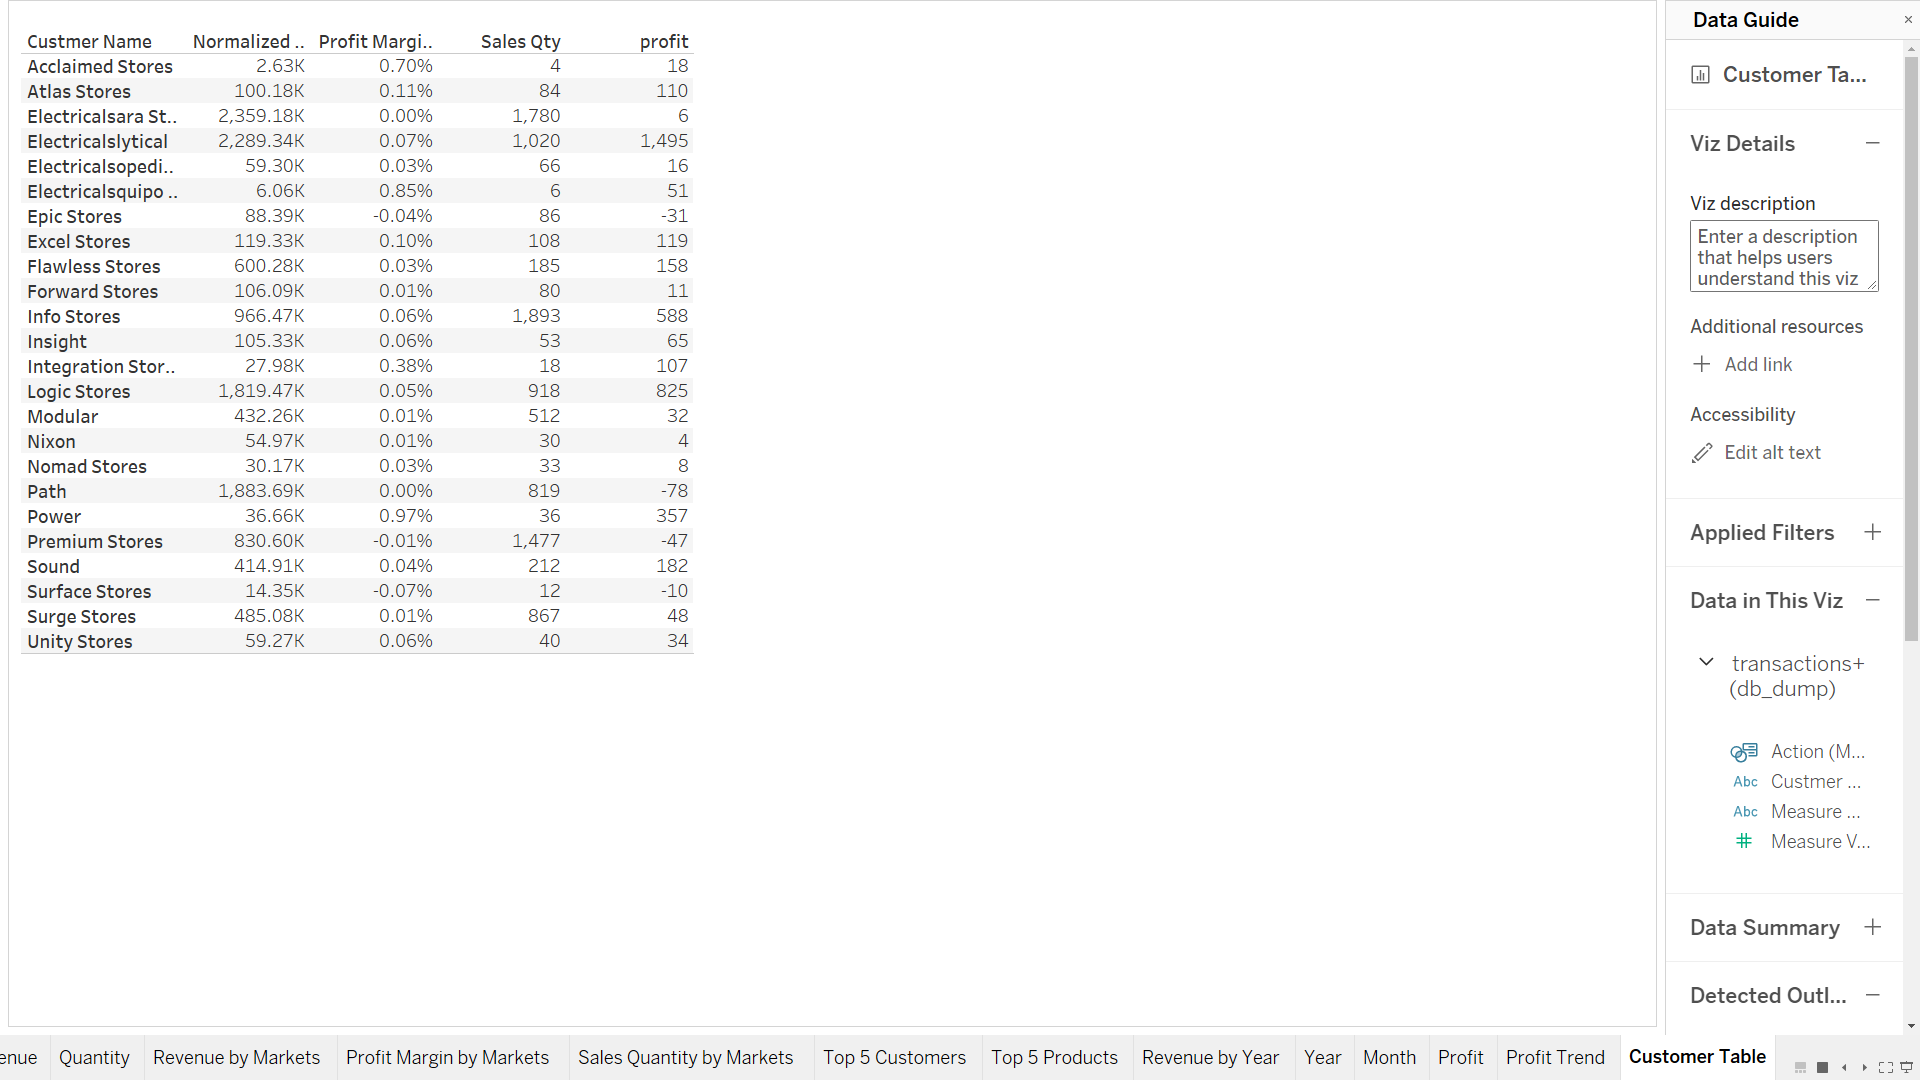 Custmer Name Normalized .. Profit Margi.. Sales Qty profit
Acclaimed Stores 2.63K 0.70% 4 18
Atlas Stores 100.18K 0.11% 84 110
Electricalsara St.. 2,359.18K 0.00% 1,780 6
Electricalslytical 2,289.34K 0.07% 1,020 1,495
Electricalsopedi.. 59.30K 0.03% 66 16
Electricalsquipo .. 6.06K 0.85% 6 51
Epic Stores 88.39K -0.04% 86 -31
Excel Stores 119.33K 0.10% 108 119
Flawless Stores 600.28K 0.03% 185 158
Forward Stores 106.09K 0.01% 80 11
Info Stores 966.47K 0.06% 1,893 588
Insight 105.33K 0.06% 53 65
Integration Stor.. 27.98K 0.38% 18 107
Logic Stores 1,819.47K 0.05% 918 825
Modular 432.26K 0.01% 512 32
Nixon 54.97K 0.01% 30 4
Nomad Stores 30.17K 0.03% 33 8
Path 1,883.69K 0.00% 819 -78
Power 36.66K 0.97% 36 357
Premium Stores 830.60K -0.01% 1,477 -47
Sound 414.91K 0.04% 212 182
Surface Stores 14.35K -0.07% 12 -10
Surge Stores 485.08K 0.01% 867 48
Unity Stores 59.27K 0.06% 40 34
Data Guide
Customer Ta...
Viz Details
Viz description
Enter a description
that helps users
understand this viz
Additional resources
Add link
Accessibility
Edit alt text
Applied Filters
Data in This Viz
transactions+
(db_dump)
Action (M...
Abc Custmer ...
Abc Measure ...
# Measure V...
Data Summary
Detected Outl...
enue Quantity Revenue by Markets Profit Margin by Markets Sales Quantity by Markets Top 5 Customers Top 5 Products Revenue by Year Year Month Profit Profit Trend Customer Table